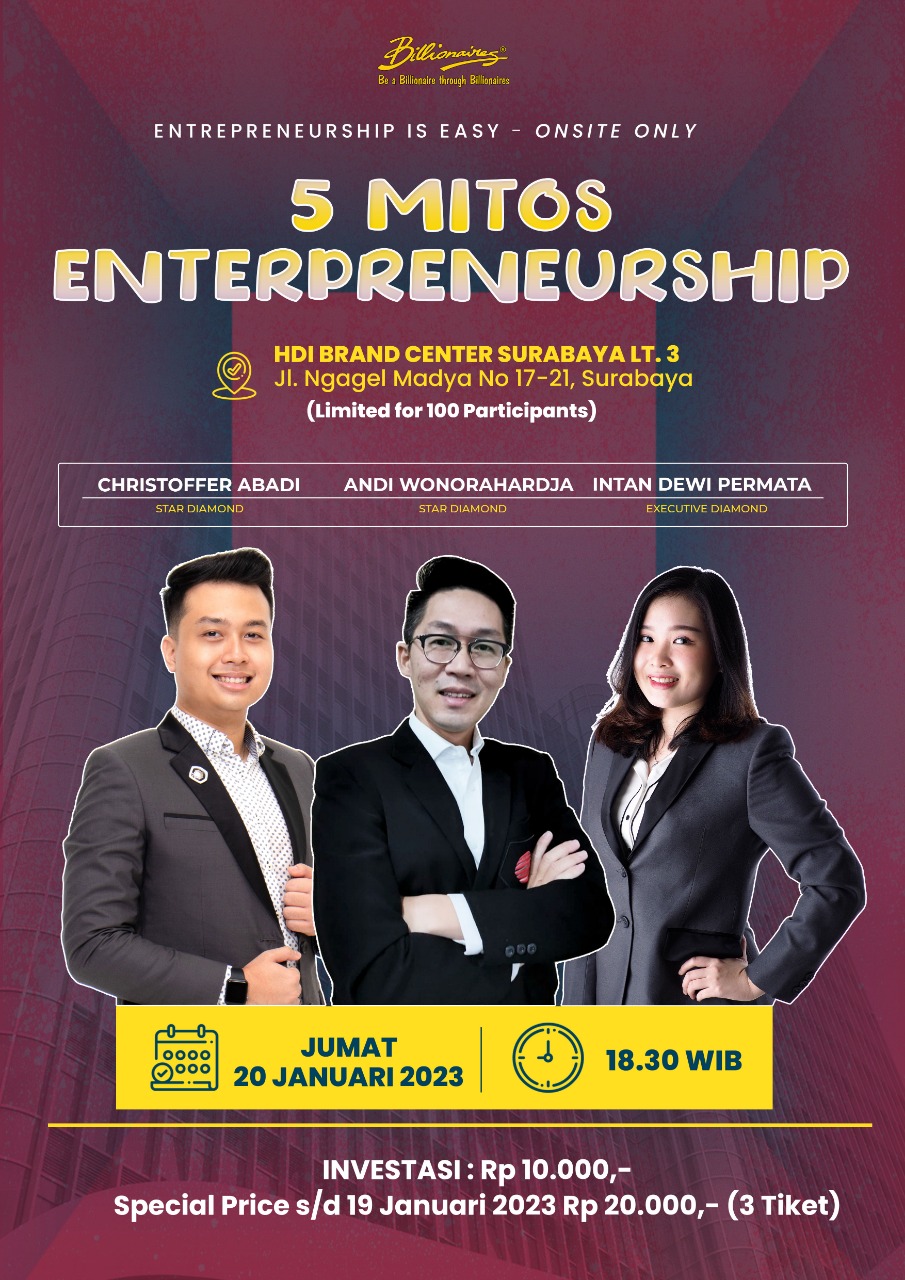 Billionaires®
Be a Billionaire through Billionaires
ENTREPRENEURSHIP IS EASY - ONSITE ONLY
5 MITOS
ENTERPRENEURSHIP
HDI BRAND CENTER SURABAYA LT. 3
Jl. Ngagel Madya No 17-21, Surabaya
(Limited for 100 Participants)
CHRISTOFFER ABADI ANDI WONORAHARDJA INTAN DEWI PERMATA
STAR DIAMOND STAR DIAMOND EXECUTIVE DIAMOND
JUMAT
20 JANUARI 2023
18.30 WIB
INVESTASI : Rp 10.000,-
Special Price s/d 19 Januari 2023 Rp 20.000,- (3 Tiket)